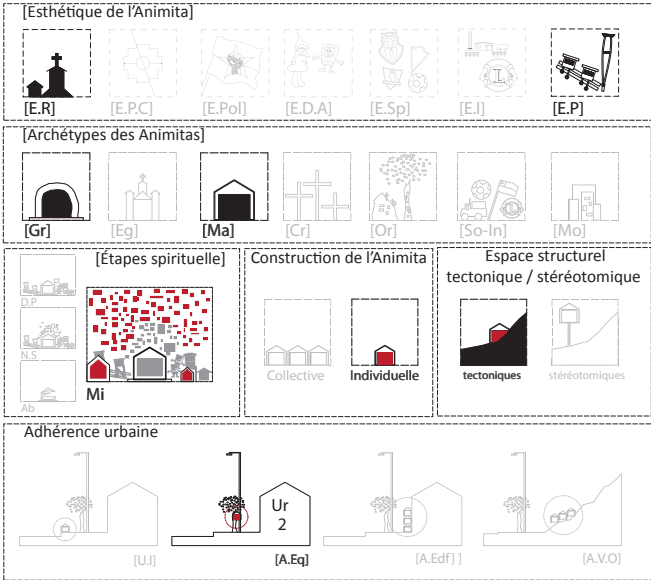 [Esthétique de l'Animita]
[E.R] [E.P.C] [E.Pol] [E.D.A] [E.Sp] [E.I] [E.P]
[Archétypes des Animitas]
[Gr] [Eg] [Ma] [Cr] [Or] [So-In] [Mo]
[Étapes spirituelle]
D.P
N.S
Ab
Mi
Construction de l'Animita
Collective Individuelle
Espace structurel
tectonique / stéréotomique
tectoniques stéréotomiques
Adhérence urbaine
Ur
2
[U.I] [A.Eq] [A.Edf] ] [A.V.O]